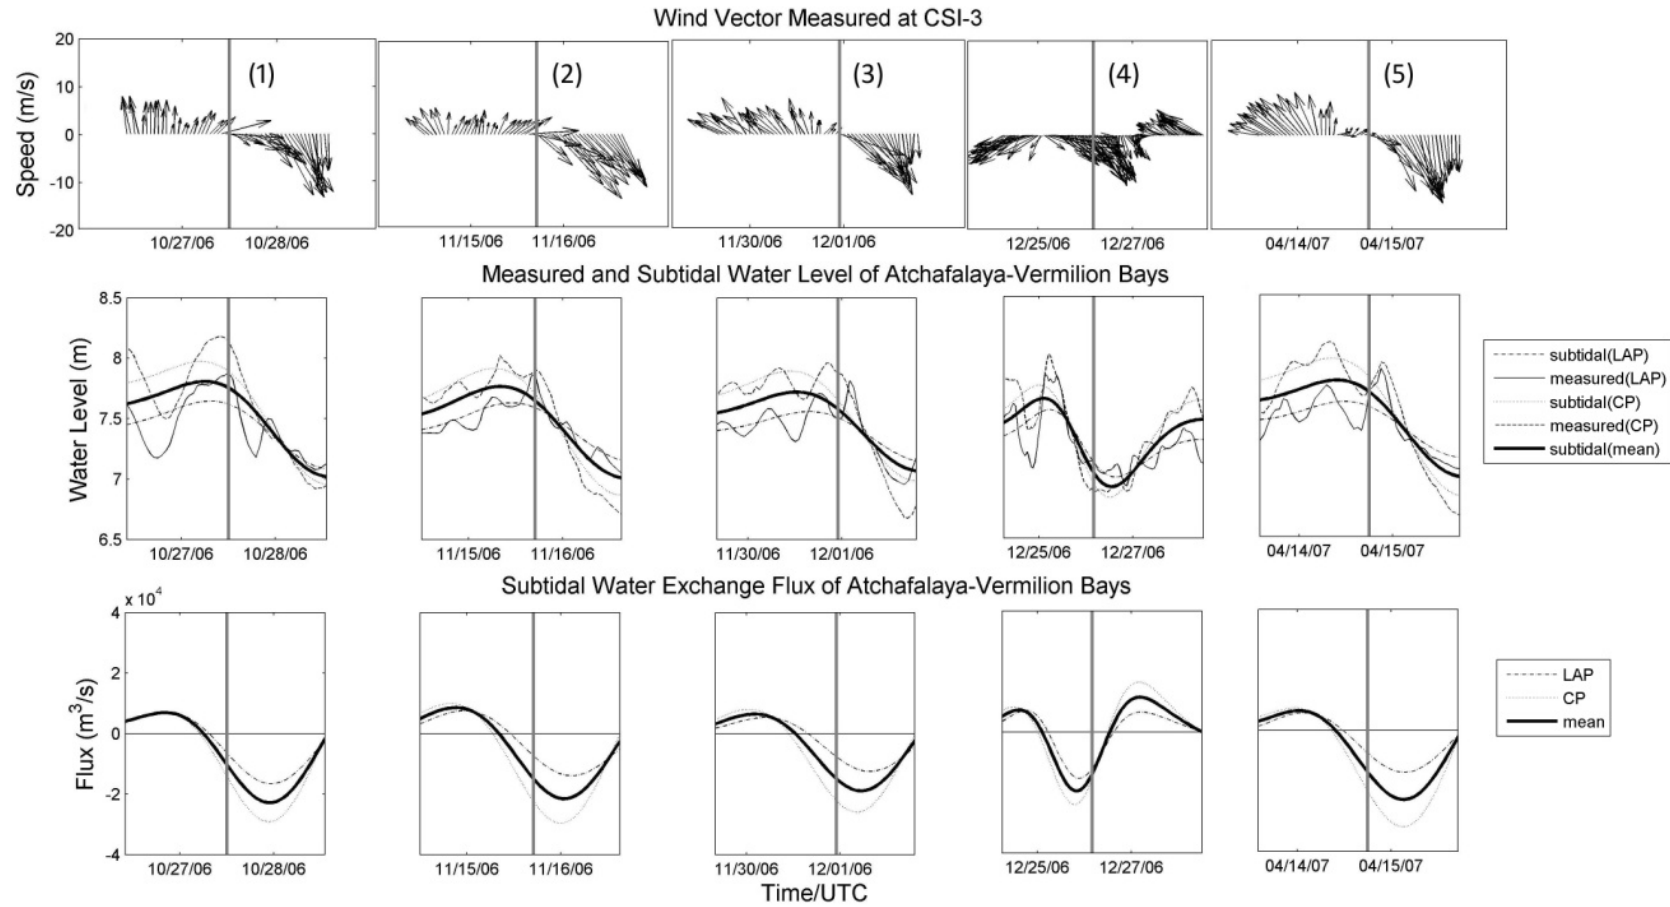 Wind Vector Measured at CSI-3
Speed (m/s)
20
10
0
-10
-20
(1)
(2)
(3)
(4)
(5)
10/27/06 10/28/06
11/15/06 11/16/06
11/30/06 12/01/06
12/25/06 12/27/06
04/14/07 04/15/07
Measured and Subtidal Water Level of Atchafalaya-Vermilion Bays
Water Level (m)
8.5
8
7.5
7
6.5
10/27/06 10/28/06
11/15/06 11/16/06
11/30/06 12/01/06
12/25/06 12/27/06
04/14/07 04/15/07
subtidal(LAP)
measured(LAP)
subtidal(CP)
measured(CP)
subtidal(mean)
Subtidal Water Exchange Flux of Atchafalaya-Vermilion Bays
x 10⁴
Flux (m³/s)
4
2
0
-2
-4
10/27/06 10/28/06
11/15/06 11/16/06
11/30/06 12/01/06
12/25/06 12/27/06
04/14/07 04/15/07
LAP
CP
mean
Time/UTC